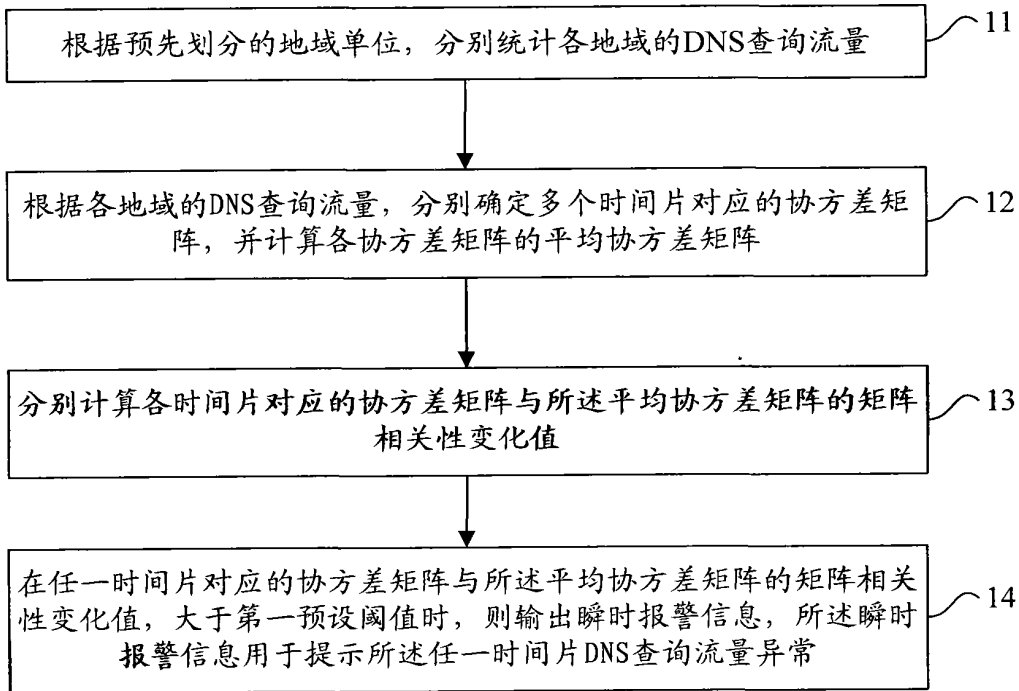 根据预先划分的地域单位，分别统计各地域的DNS查询流量
11
根据各地域的DNS查询流量，分别确定多个时间片对应的协方差矩
阵，并计算各协方差矩阵的平均协方差矩阵
12
分别计算各时间片对应的协方差矩阵与所述平均协方差矩阵的矩阵
相关性变化值
13
在任一时间片对应的协方差矩阵与所述平均协方差矩阵的矩阵相关
性变化值，大于第一预设阈值时，则输出瞬时报警信息，所述瞬时
报警信息用于提示所述任一时间片DNS查询流量异常
14